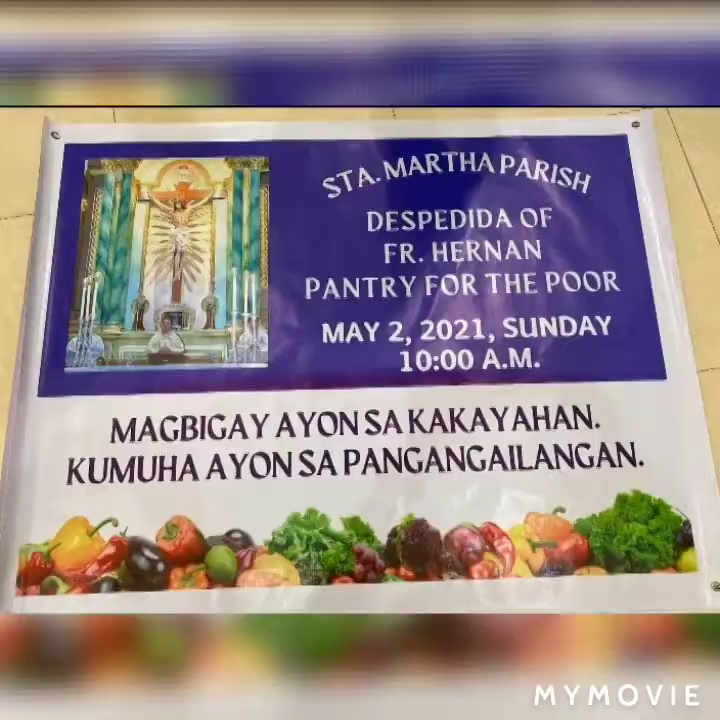 STA. MARTHA PARISH
DESPEDIDA OF
FR. HERNAN
PANTRY FOR THE POOR
MAY 2, 2021, SUNDAY
10:00 A.M.
MAGBIGAY AYON SA KAKAYAHAN.
KUMUHA AYON SA PANGANGAILANGAN.
MYMOVIE